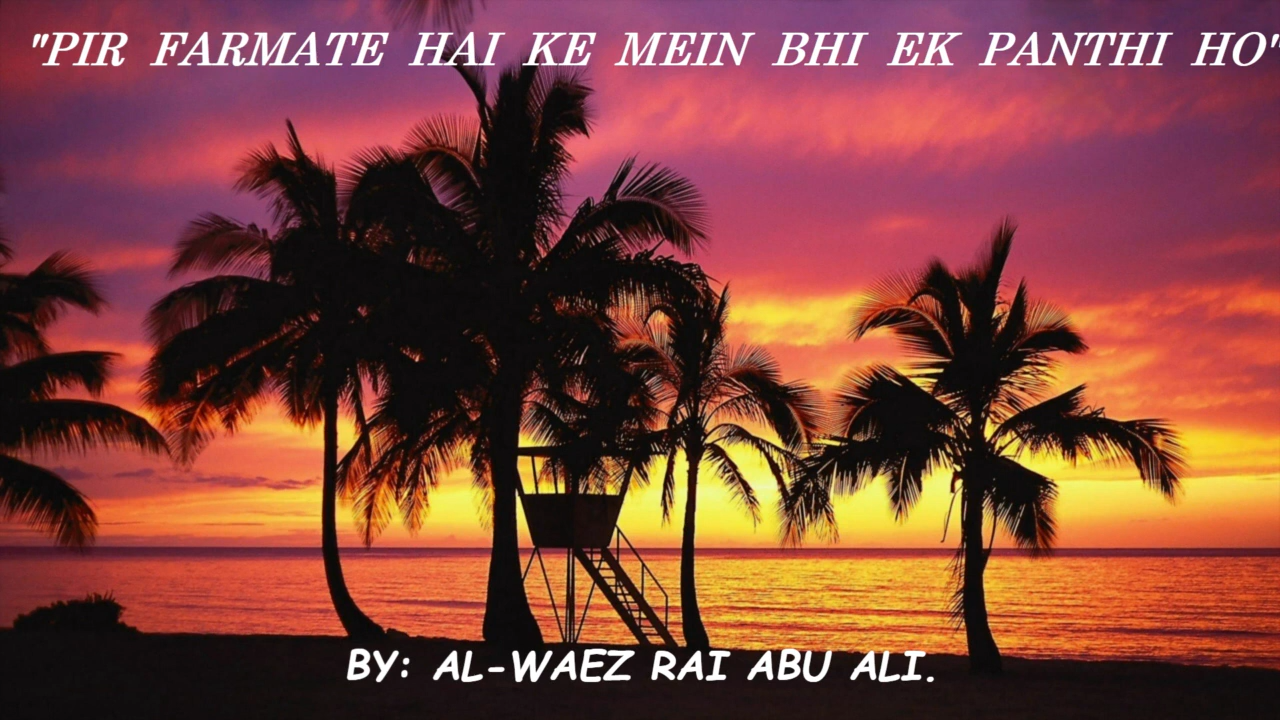 "PIR FARMATE HAI KE MEIN BHI EK PANTHI HO"
BY: AL-WAEZ RAI ABU ALI.